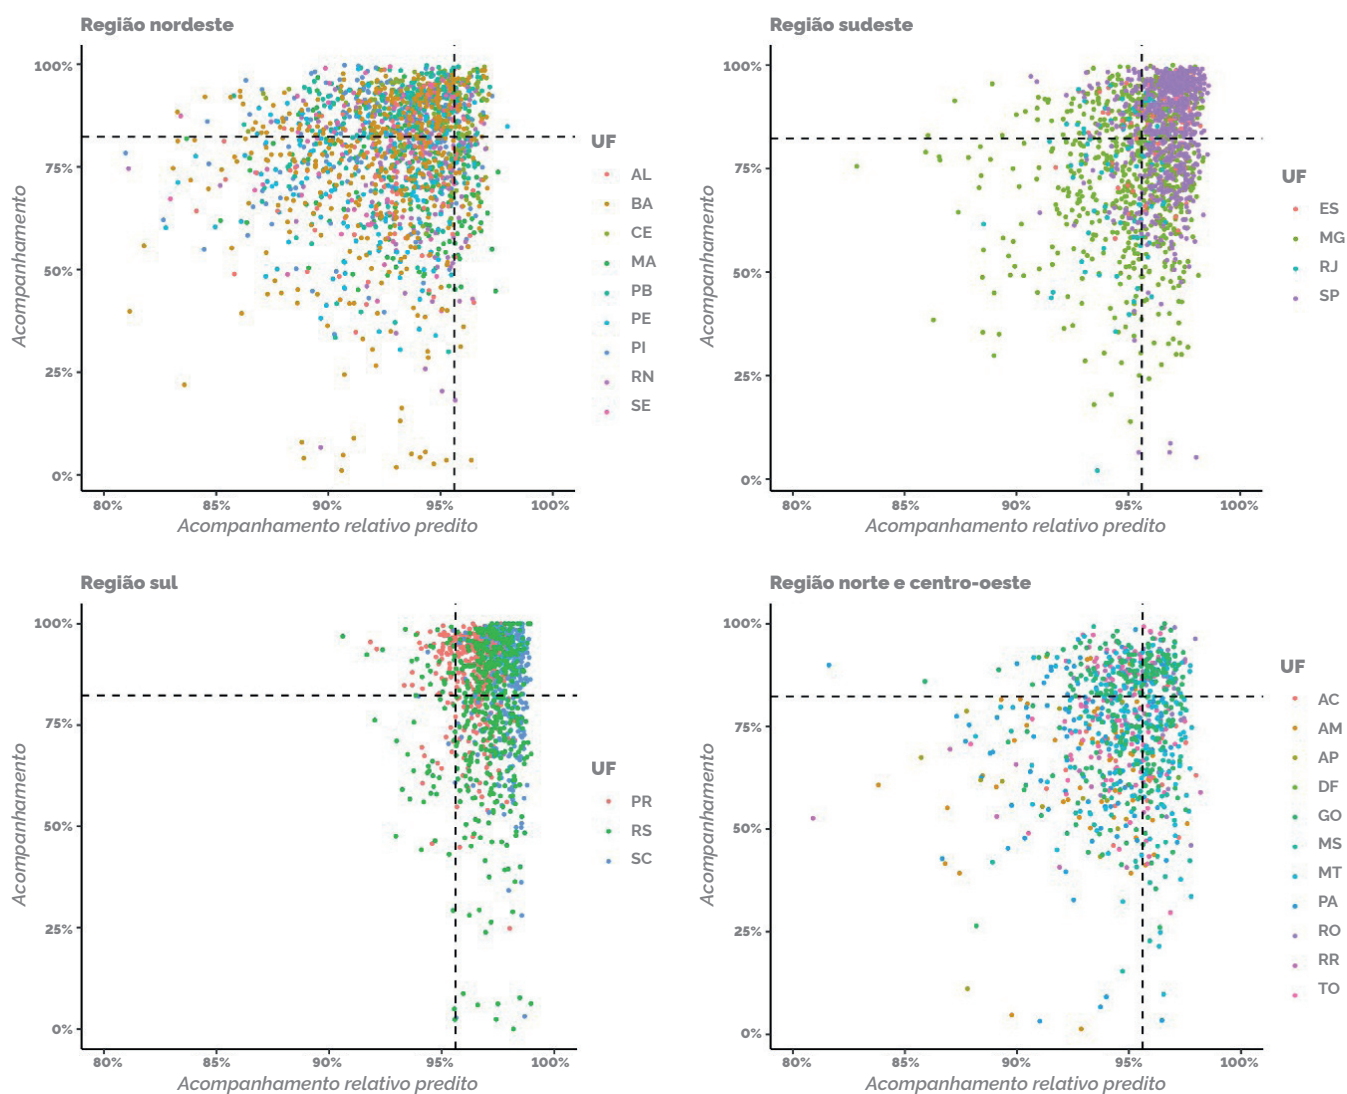 Região nordeste
100%
75%
50%
25%
0%
Acompanhamento
80% 85% 90% 95% 100%
Acompanhamento relativo predito
UF
AL
BA
CE
MA
PB
PE
PI
RN
SE
Região sudeste
100%
75%
50%
25%
0%
Acompanhamento
80% 85% 90% 95% 100%
Acompanhamento relativo predito
UF
ES
MG
RJ
SP
Região sul
100%
75%
50%
25%
0%
Acompanhamento
80% 85% 90% 95% 100%
Acompanhamento relativo predito
UF
PR
RS
SC
Região norte e centro-oeste
100%
75%
50%
25%
0%
Acompanhamento
80% 85% 90% 95% 100%
Acompanhamento relativo predito
UF
AC
AM
AP
DF
GO
MS
MT
PA
RO
RR
TO